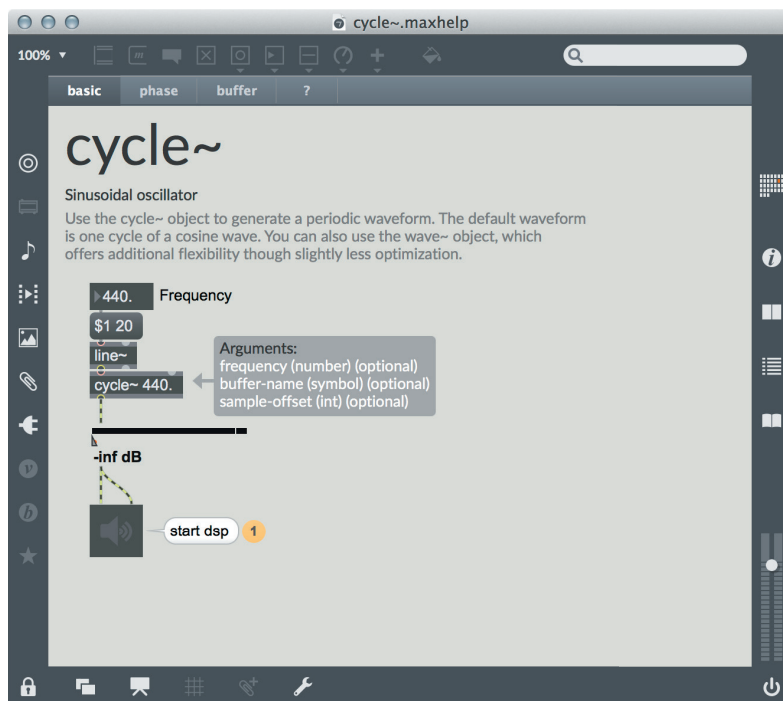 cycle~.maxhelp
100%
basic phase buffer ?
cycle~
Sinusoidal oscillator
Use the cycle~ object to generate a periodic waveform. The default waveform
is one cycle of a cosine wave. You can also use the wave~ object, which
offers additional flexibility though slightly less optimization.
440. Frequency
$1 20
line~
cycle~ 440.
Arguments:
frequency (number) (optional)
buffer-name (symbol) (optional)
sample-offset (int) (optional)
-inf dB
start dsp 1